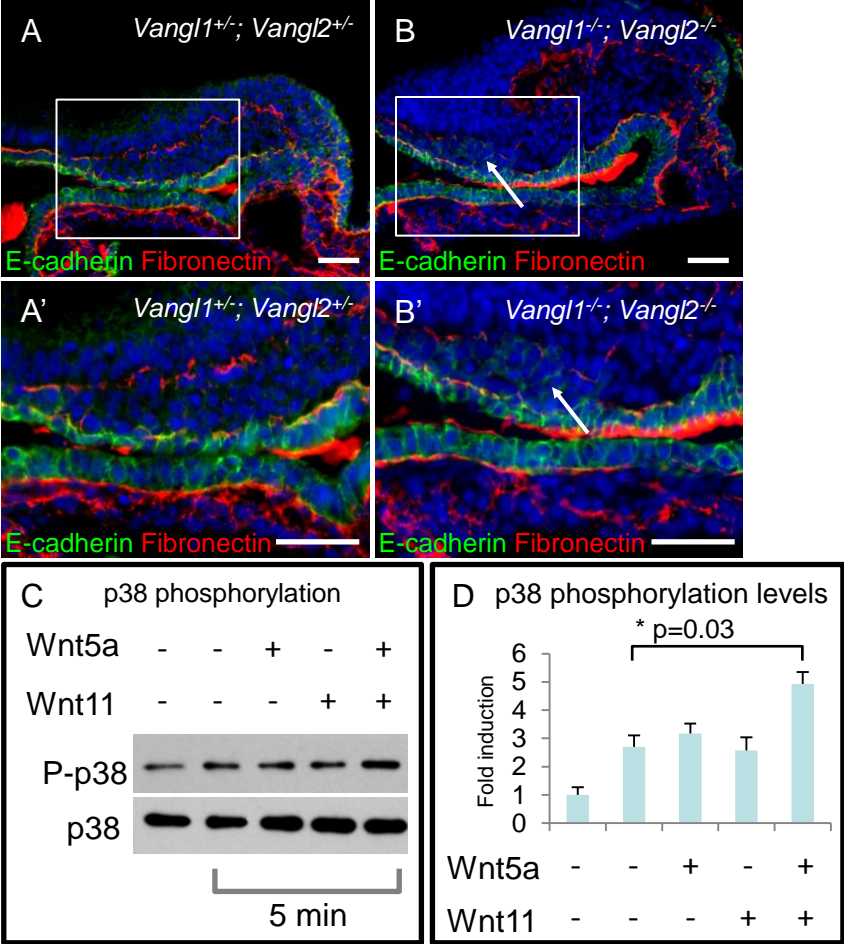 A Vangl1+/-; Vangl2+/-
B Vangl1-/-; Vangl2-/-
E-cadherin Fibronectin
E-cadherin Fibronectin
A' Vangl1+/-; Vangl2+/-
B' Vangl1-/-; Vangl2-/-
E-cadherin Fibronectin
E-cadherin Fibronectin
C p38 phosphorylation
Wnt5a - - + - +
Wnt11 - - - + +
P-p38
p38
5 min
D p38 phosphorylation levels
* p=0.03
Fold induction
6
5
4
3
2
1
0
Wnt5a - - + - +
Wnt11 - - - + +